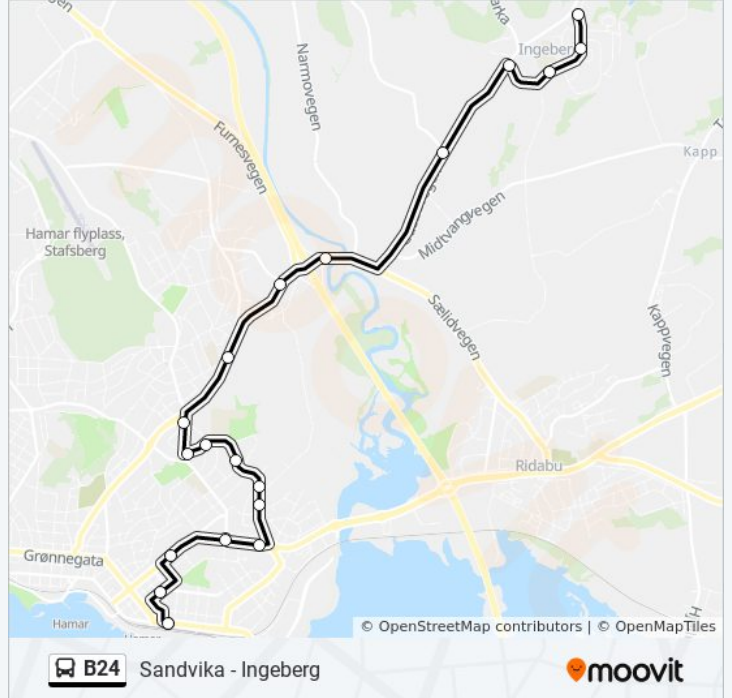 Narmovegen
Ingeber
Furnesvegen
Kapp
Midtvangvegen
Hamar flyplass,
Stafsberg
Sælidvegen
Kappvegen
Ridabu
Grønnegata
Hamar
© OpenStreetMap contributors | © OpenMapTiles
B24 Sandvika - Ingeberg
moovit